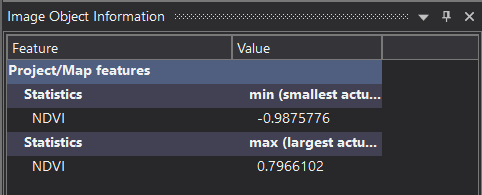 Image Object Information
Feature Value
Project/Map features
Statistics min (smallest actu...
NDVI -0.9875776
Statistics max (largest actu...
NDVI 0.7966102